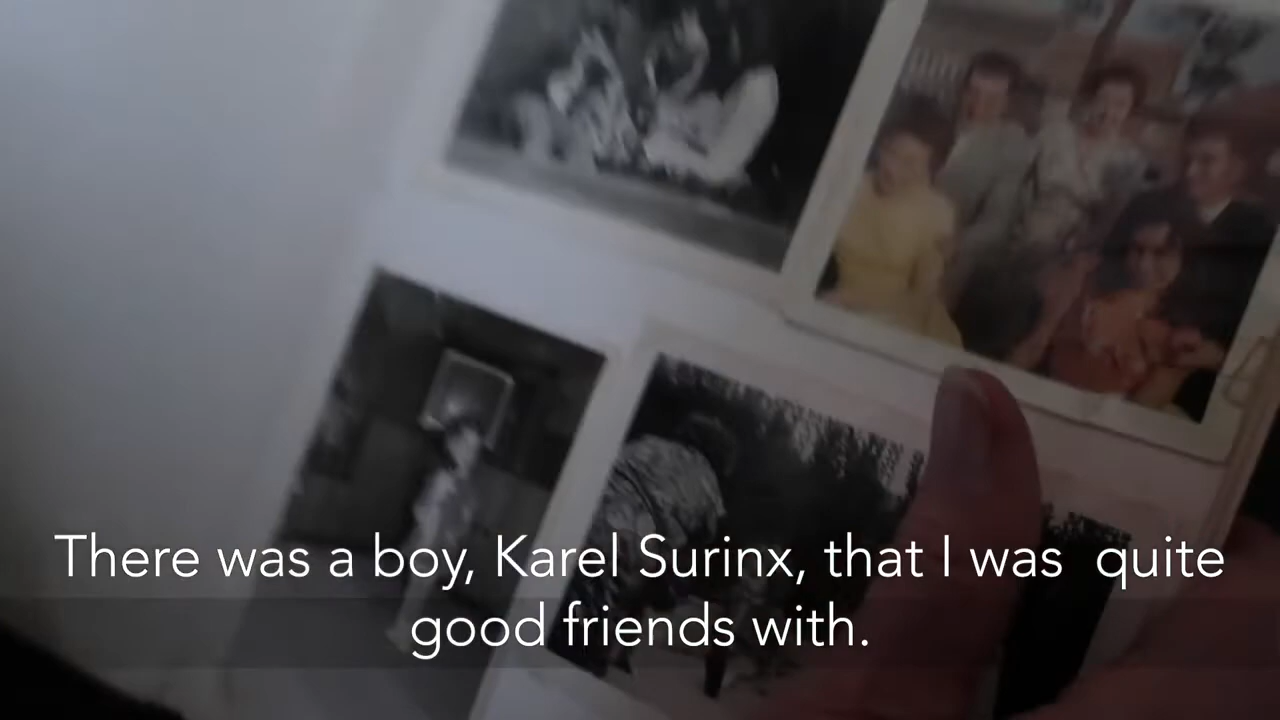 There was a boy, Karel Surinx, that I was  quite
good friends with.